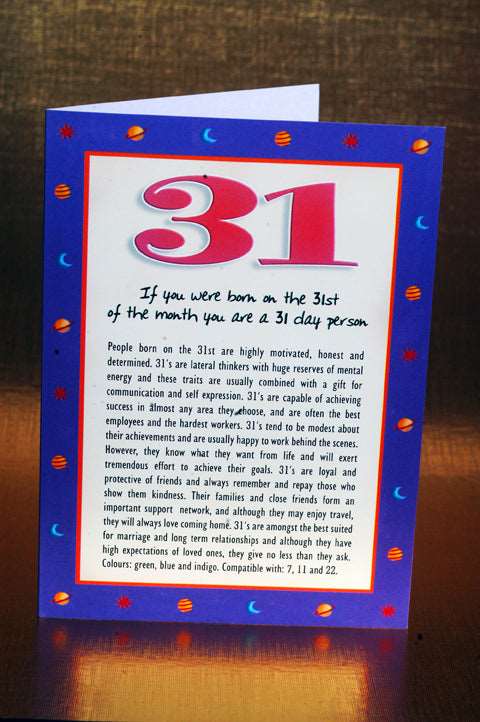 31
If you were born on the 31st
of the month you are a 31 day person
People born on the 31st are highly motivated, honest and
determined. 31's are lateral thinkers with huge reserves of mental
energy and these traits are usually combined with a gift for
communication and self expression. 31's are capable of achieving
success in almost any area they choose, and are often the best
employees and the hardest workers. 31's tend to be modest about
their achievements and are usually happy to work behind the scenes.
However, they know what they want from life and will exert
tremendous effort to achieve their goals. 31's are loyal and
protective of friends and always remember and repay those who
show them kindness. Their families and close friends form an
important support network, and although they may enjoy travel,
they will always love coming home. 31's are amongst the best suited
for marriage and long term relationships and although they have
high expectations of loved ones, they give no less than they ask.
Colours: green, blue and indigo. Compatible with: 7, 11 and 22.